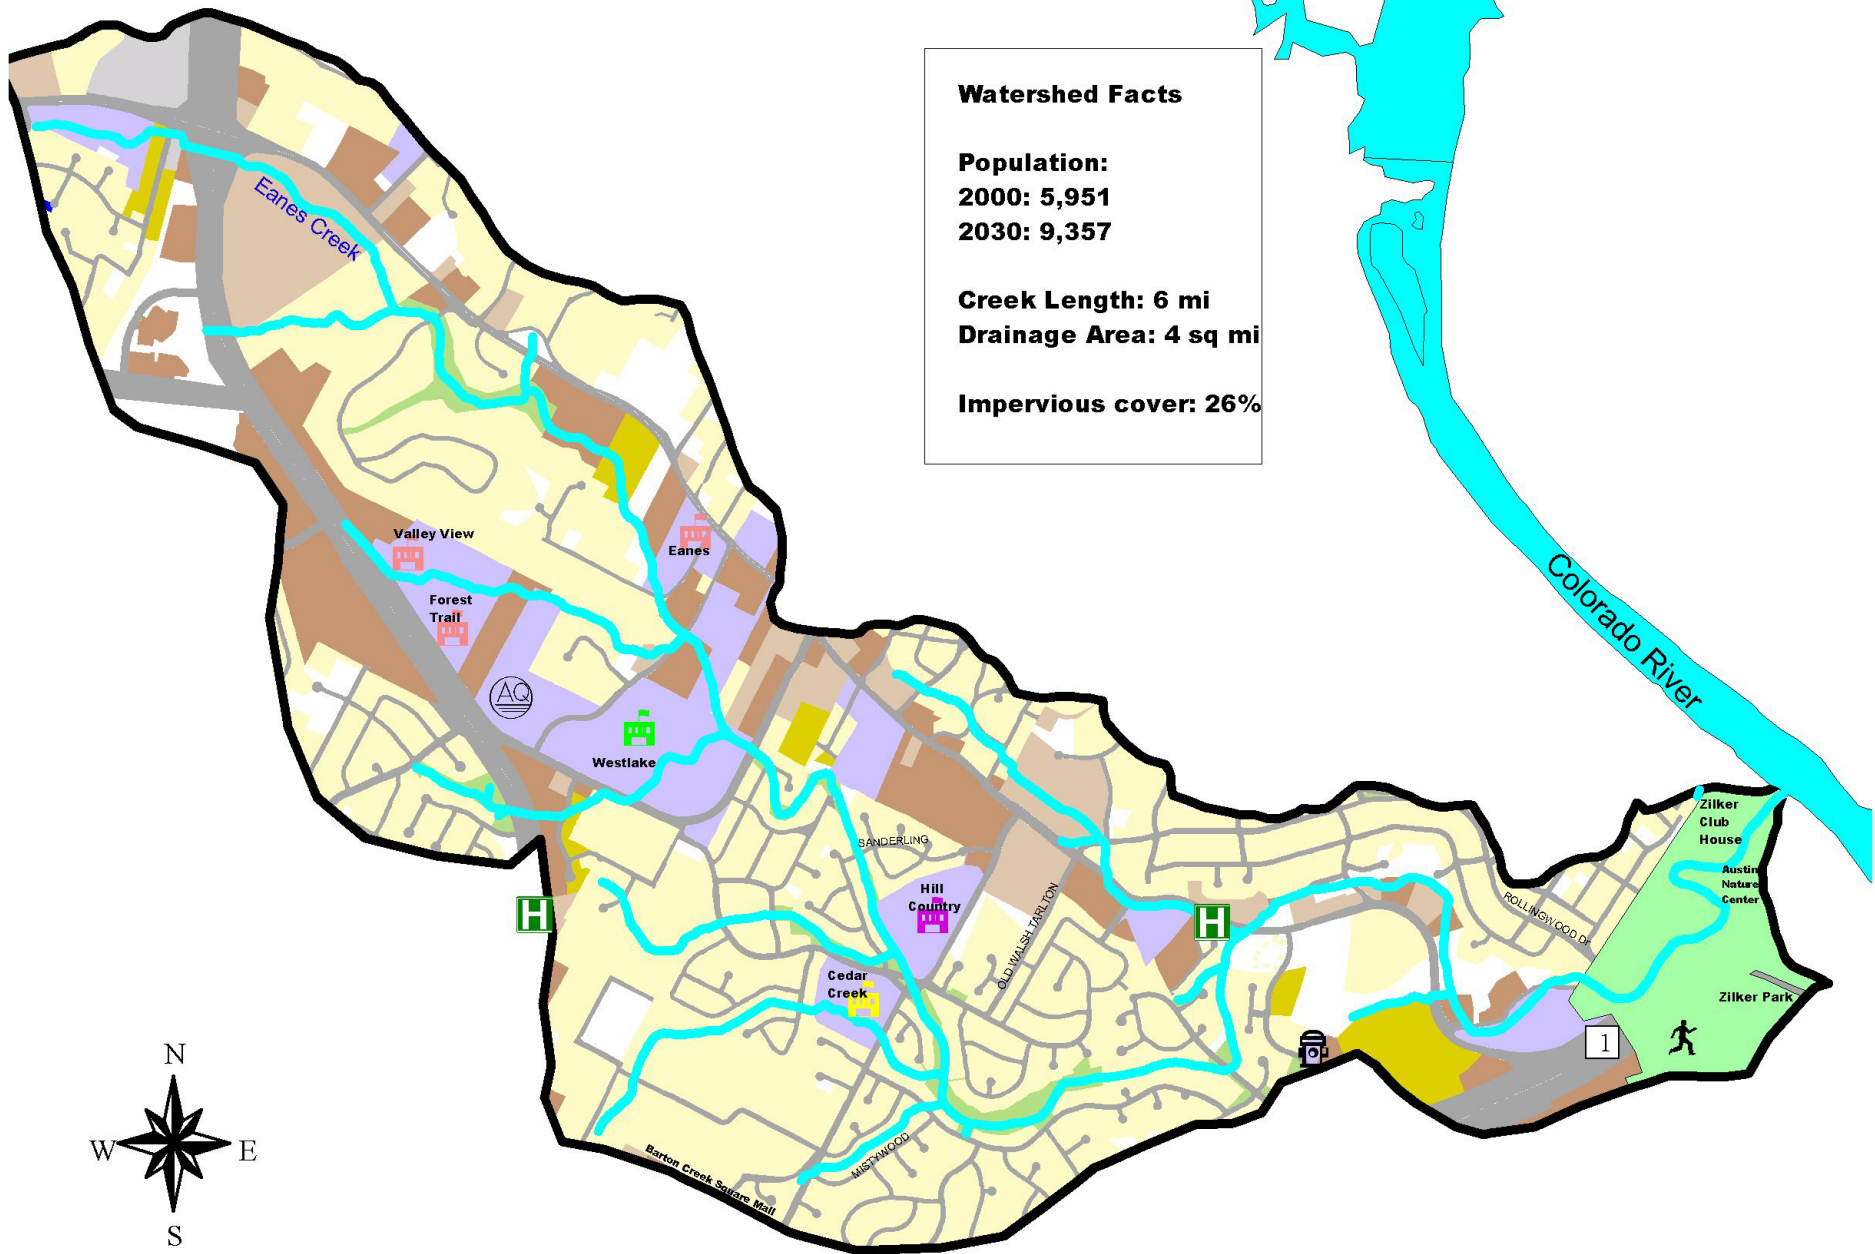 Watershed Facts
Population:
2000: 5,951
2030: 9,357
Creek Length: 6 mi
Drainage Area: 4 sq mi
Impervious cover: 26%
Eanes Creek
Colorado River
Valley View
Eanes
Forest
Trail
AQ
Westlake
SANDERLING
Hill
Country
OLD WALSH TARLTON
Cedar
Creek
H
H
MISTYWOOD
Barton Creek Square Mall
ROLLINGWOOD Dr
Zilker
Club
House
Austin
Nature
Center
Zilker Park
1
N
W
E
S